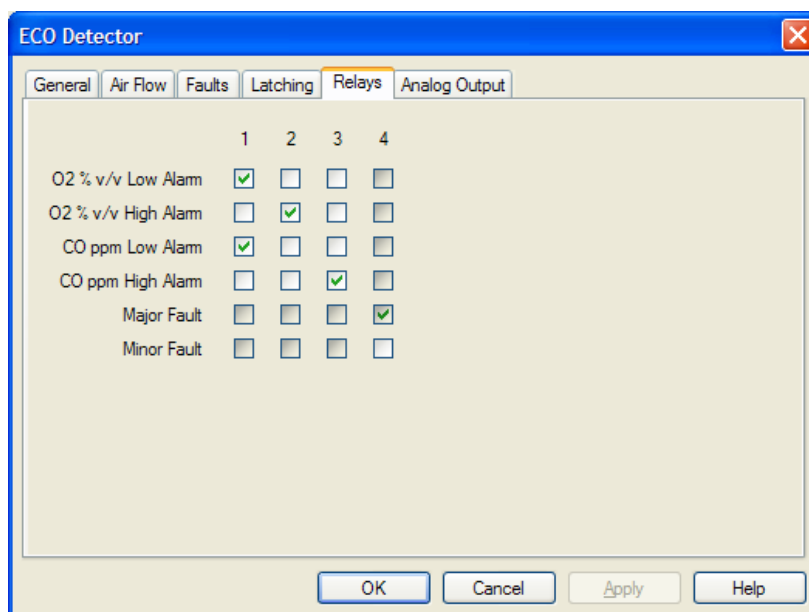 ECO Detector
General Air Flow Faults Latching Relays Analog Output
1 2 3 4
O2 % v/v Low Alarm
O2 % v/v High Alarm
CO ppm Low Alarm
CO ppm High Alarm
Major Fault
Minor Fault
OK Cancel Apply Help